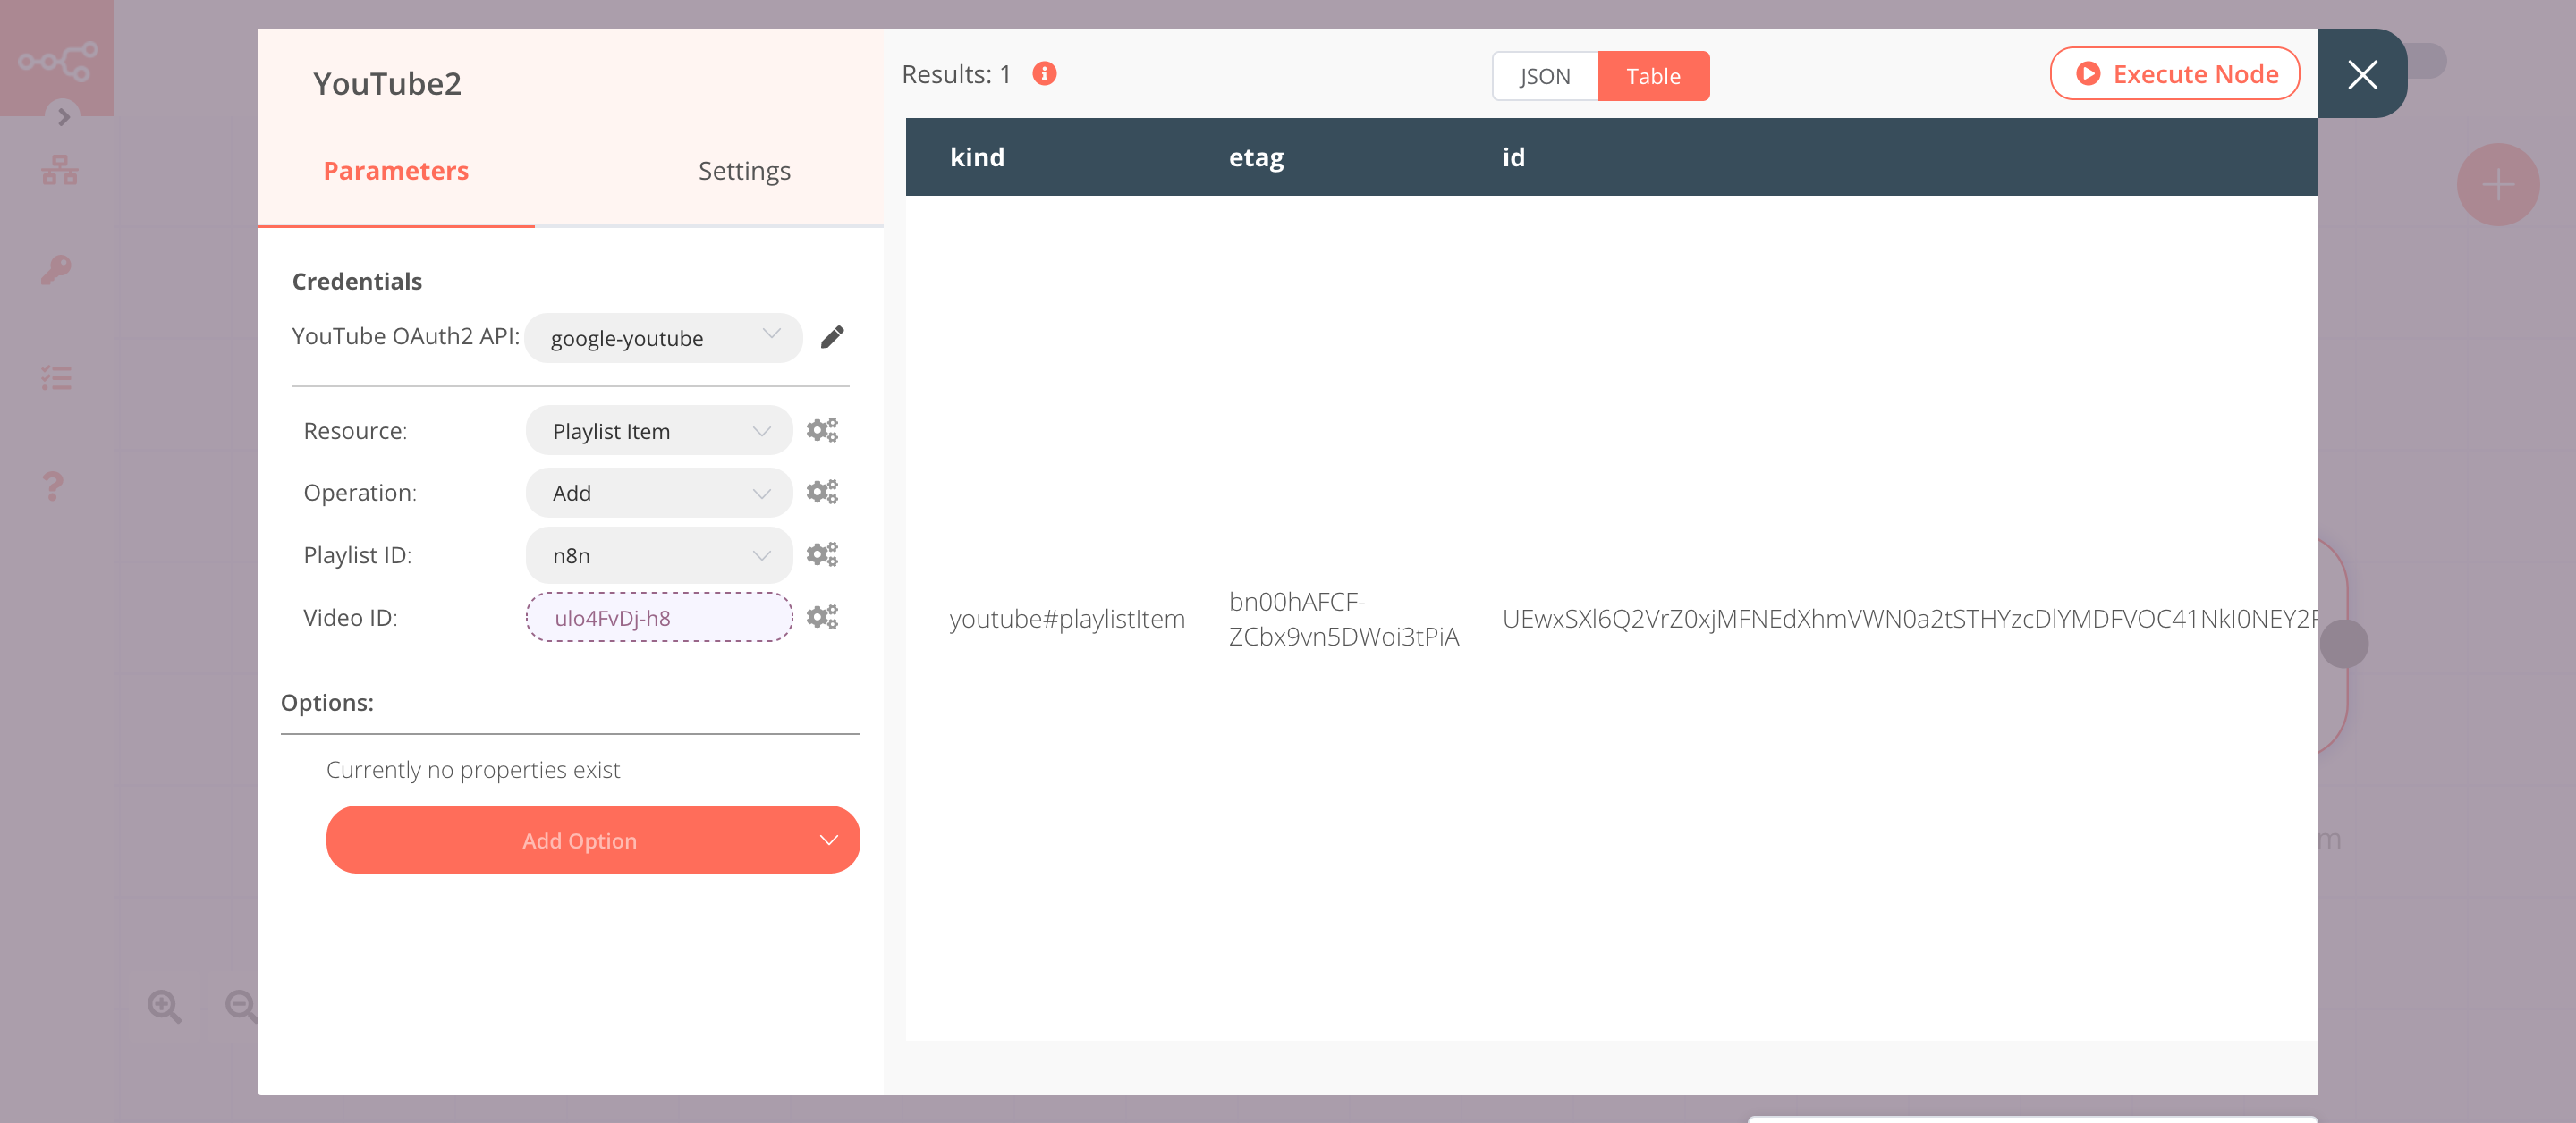 YouTube2
Parameters
Settings
Credentials
YouTube OAuth2 API:
google-youtube
Resource:
Playlist Item
Operation:
Add
Playlist ID:
n8n
Video ID:
ulo4FvDj-h8
Options:
Currently no properties exist
Add Option
Results: 1
JSON
Table
Execute Node
kind
etag
id
youtube#playlistItem
bn00hAFCF-
ZCbx9vn5DWoi3tPiA
m